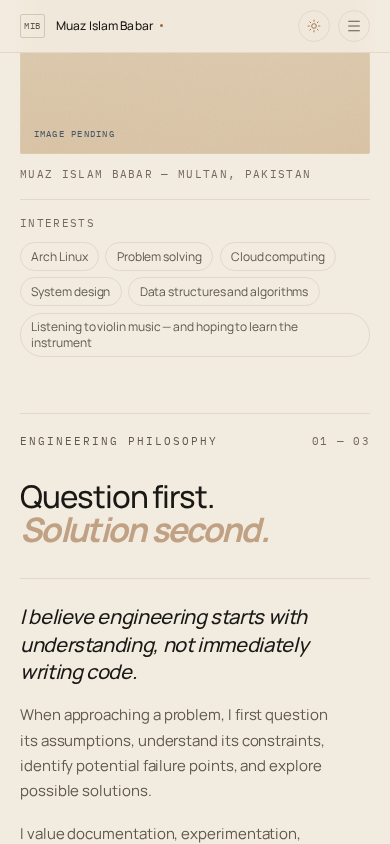 MIB Muaz Islam Babar
IMAGE PENDING
MUAZ ISLAM BABAR — MULTAN, PAKISTAN
INTERESTS
Arch Linux Problem solving Cloud computing
System design Data structures and algorithms
Listening to violin music — and hoping to learn the
instrument
ENGINEERING PHILOSOPHY 01 — 03
Question first.
Solution second.
I believe engineering starts with
understanding, not immediately
writing code.
When approaching a problem, I first question
its assumptions, understand its constraints,
identify potential failure points, and explore
possible solutions.
I value documentation, experimentation,